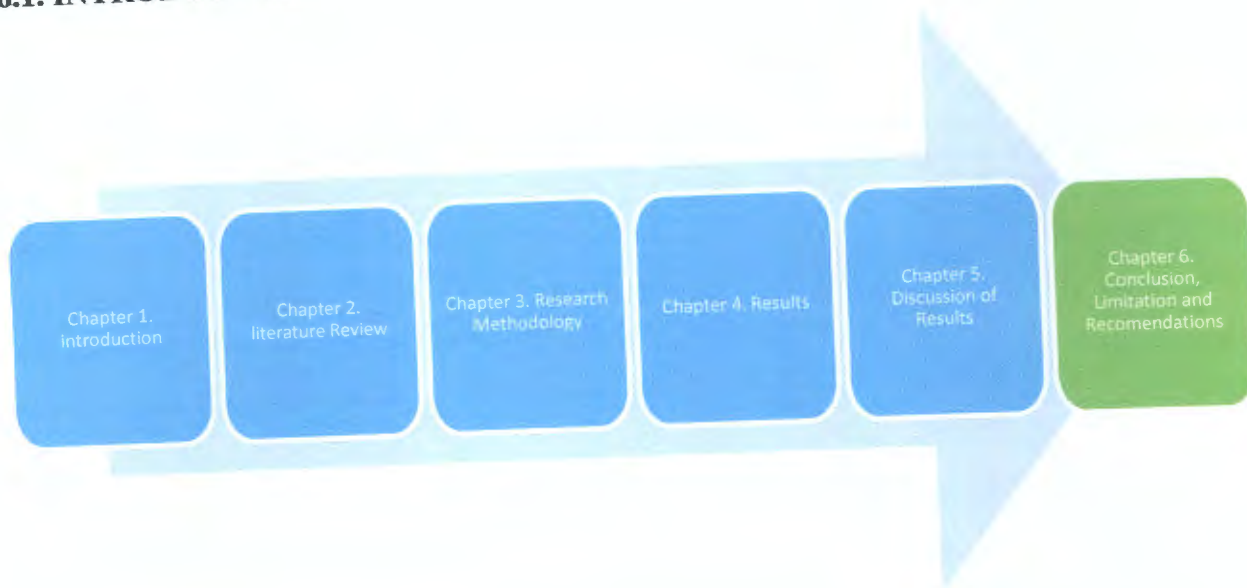 Chapter 1.
introduction
Chapter 2.
literature Review
Chapter 3. Research
Methodology
Chapter 4. Results
Chapter 5.
Discussion of
Results
Chapter 6.
Conclusion,
Limitation and
Recomendations